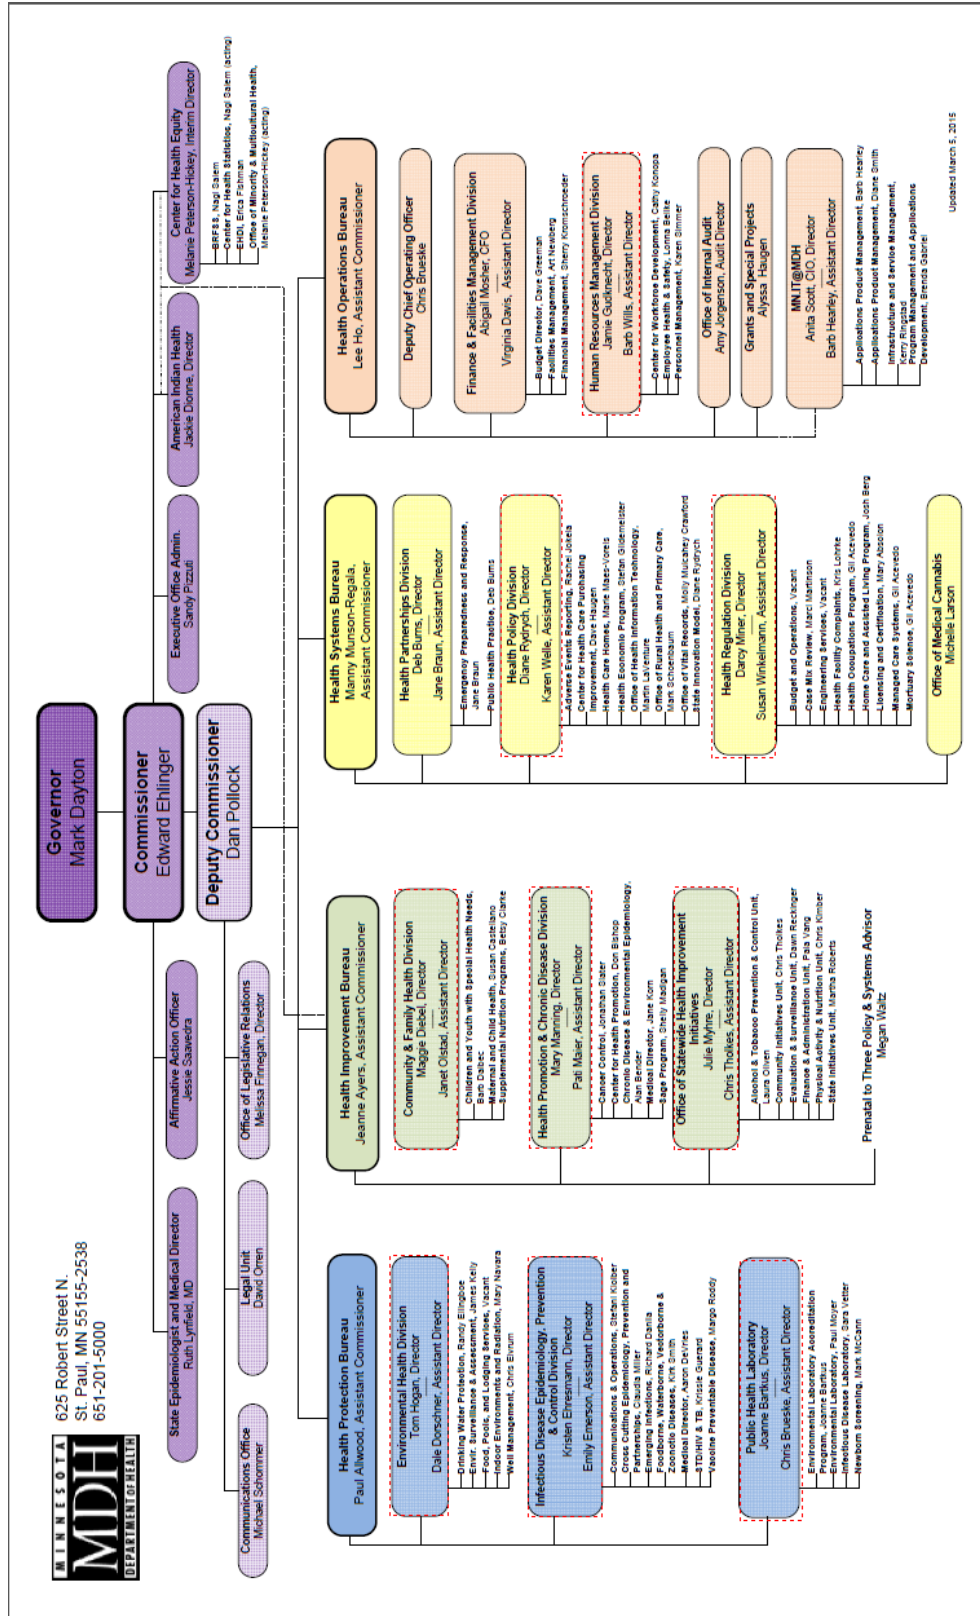 MINNESOTA
MDH
DEPARTMENT OF HEALTH
625 Robert Street N.
St. Paul, MN 55155-2538
651-201-5000
Governor
Mark Dayton
Commissioner
Edward Ehlinger
Deputy Commissioner
Dan Pollock
State Epidemiologist and Medical Director
Ruth Lynfield, MD
Affirmative Action Officer
Jessie Saavedra
Executive Office Admin.
Sandy Pizzuti
American Indian Health
Jackie Dionne, Director
Center for Health Equity
Melanie Peterson-Hickey, Interim Director
BRFSS, Nagi Salem
Center for Health Statistics, Nagi Salem (acting)
EHDI, Erica Fishman
Office of Minority & Multicultural Health,
Melanie Peterson-Hickey (acting)
Communications Office
Michael Schommer
Legal Unit
David Orren
Office of Legislative Relations
Melissa Finnegan, Director
Health Protection Bureau
Paul Allwood, Assistant Commissioner
Environmental Health Division
Tom Hogan, Director
Dale Dorschner, Assistant Director
Drinking Water Protection, Randy Ellingboe
Envir. Surveillance & Assessment, James Kelly
Food, Pools, and Lodging Services, Vacant
Indoor Environments and Radiation, Mary Navara
Well Management, Chris Elvrum
Infectious Disease Epidemiology, Prevention
& Control Division
Kristen Ehresmann, Director
Emily Emerson, Assistant Director
Communications & Operations, Stefani Kloiber
Cross Cutting Epidemiology, Prevention and
Partnerships, Claudia Miller
Emerging Infections, Richard Danila
Foodborne, Waterborne, Vectorborne &
Zoonotic Diseases, Kirk Smith
Medical Director, Aaron DeVries
STD/HIV & TB, Krissie Guerard
Vaccine Preventable Disease, Margo Roddy
Public Health Laboratory
Joanne Bartkus, Director
Chris Brueske, Assistant Director
Environmental Laboratory Accreditation
Program, Joanne Bartkus
Environmental Laboratory, Paul Moyer
Infectious Disease Laboratory, Sara Vetter
Newborn Screening, Mark McCann
Health Improvement Bureau
Jeanne Ayers, Assistant Commissioner
Community & Family Health Division
Maggie Diebel, Director
Janet Olstad, Assistant Director
Children and Youth with Special Health Needs,
Barb Dalbec
Maternal and Child Health, Susan Castellano
Supplemental Nutrition Programs, Betsy Clarke
Health Promotion & Chronic Disease Division
Mary Manning, Director
Pati Maier, Assistant Director
Cancer Control, Jonathan Slater
Center for Health Promotion, Don Bishop
Chronic Disease & Environmental Epidemiology,
Alan Bender
Medical Director, Jane Korn
Sage Program, Shelly Madigan
Office of Statewide Health Improvement
Initiatives
Julie Myhre, Director
Chris Tholkes, Assistant Director
Alcohol & Tobacco Prevention & Control Unit,
Laura Oliven
Community Initiatives Unit, Chris Tholkes
Evaluation & Surveillance Unit, Dawn Reckinger
Finance & Administration Unit, Pala Vang
Physical Activity & Nutrition Unit, Chris Kimber
State Initiatives Unit, Martha Roberts
Prenatal to Three Policy & Systems Advisor
Megan Waltz
Health Systems Bureau
Manny Munson-Regala,
Assistant Commissioner
Health Partnerships Division
Deb Burns, Director
Jane Braun, Assistant Director
Emergency Preparedness and Response,
Jane Braun
Public Health Practice, Deb Burns
Health Policy Division
Diane Rydrych, Director
Karen Welle, Assistant Director
Adverse Events Reporting, Rachel Jokela
Center for Health Care Purchasing
Improvement, Dave Haugen
Health Care Homes, Marie Maes-Voreis
Health Economic Program, Stefan Gildemeister
Office of Health Information Technology,
Martin LaVenture
Office of Rural Health and Primary Care,
Mark Schoenbaum
Office of Vital Records, Molly Mulcahey Crawford
State Innovation Model, Diane Rydrych
Health Regulation Division
Darcy Miner, Director
Susan Winkelmann, Assistant Director
Budget and Operations, Vacant
Case Mix Review, Marci Martinson
Engineering Services, Vacant
Health Facility Complaints, Kris Lohrke
Health Occupations Program, Gil Acevedo
Home Care and Assisted Living Program, Josh Berg
Licensing and Certification, Mary Absolon
Managed Care Systems, Gil Acevedo
Mortuary Science, Gil Acevedo
Office of Medical Cannabis
Michelle Larson
Health Operations Bureau
Lee Ho, Assistant Commissioner
Deputy Chief Operating Officer
Chris Brueske
Finance & Facilities Management Division
Abigail Mosher, CFO
Virginia Davis, Assistant Director
Budget Director, Dave Greeman
Facilities Management, Art Newberg
Financial Management, Sherry Kromschroeder
Human Resources Management Division
Jamie Gudknecht, Director
Barb Wills, Assistant Director
Center for Workforce Development, Cathy Konopa
Employee Health & Safety, Lonna Beilke
Personnel Management, Karen Simmer
Office of Internal Audit
Amy Jorgenson, Audit Director
Grants and Special Projects
Alyssa Haugen
MN.IT@MDH
Anita Scott, CIO, Director
Barb Hearley, Assistant Director
Applications Product Management, Barb Hearley
Applications Product Management, Diane Smith
Infrastructure and Service Management,
Kerry Ringstad
Program Management and Applications
Development, Brenda Gabriel
Updated March 5, 2015